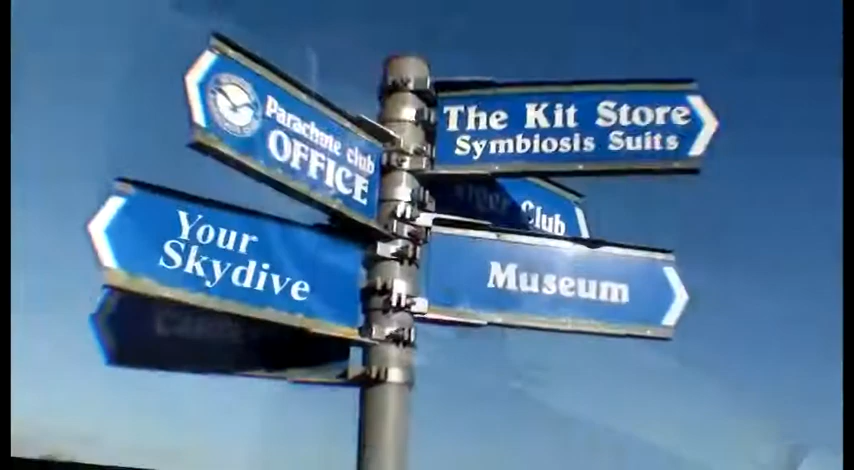 Parachute club
OFFICE
The Kit Store
Symbiosis Suits
Club
Your
Skydive
Museum